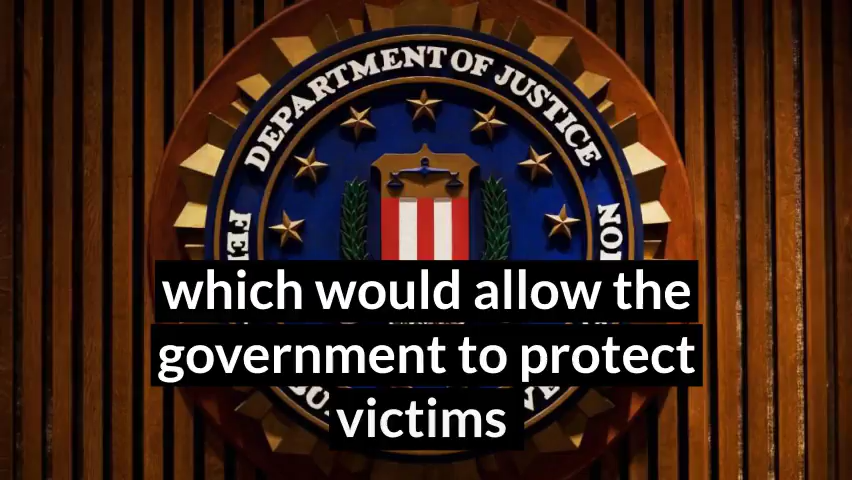 DEPARTMENT OF JUSTICE
which would allow the
government to protect
victims